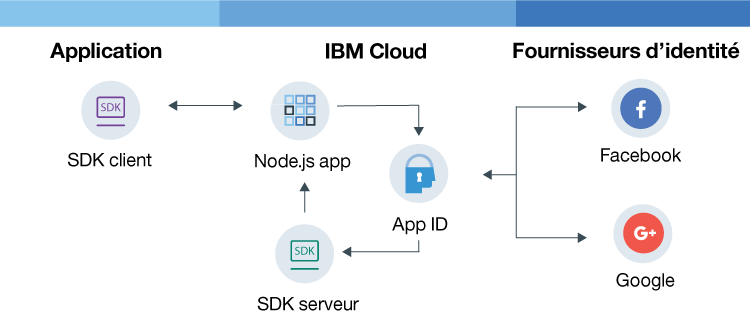 Application
IBM Cloud
Fournisseurs d’identité
SDK
SDK client
Node.js app
App ID
SDK
SDK serveur
f
Facebook
G+
Google